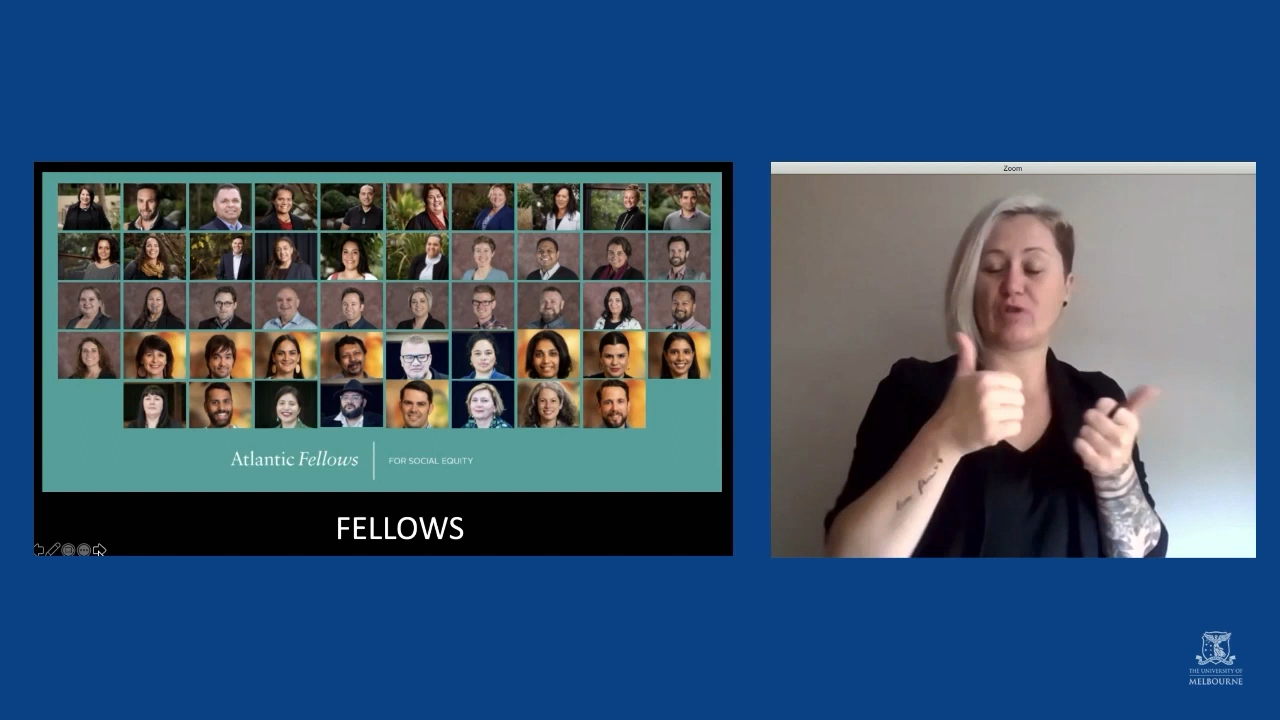 Zoom
Atlantic Fellows
FOR SOCIAL EQUITY
FELLOWS
THE UNIVERSITY OF
MELBOURNE